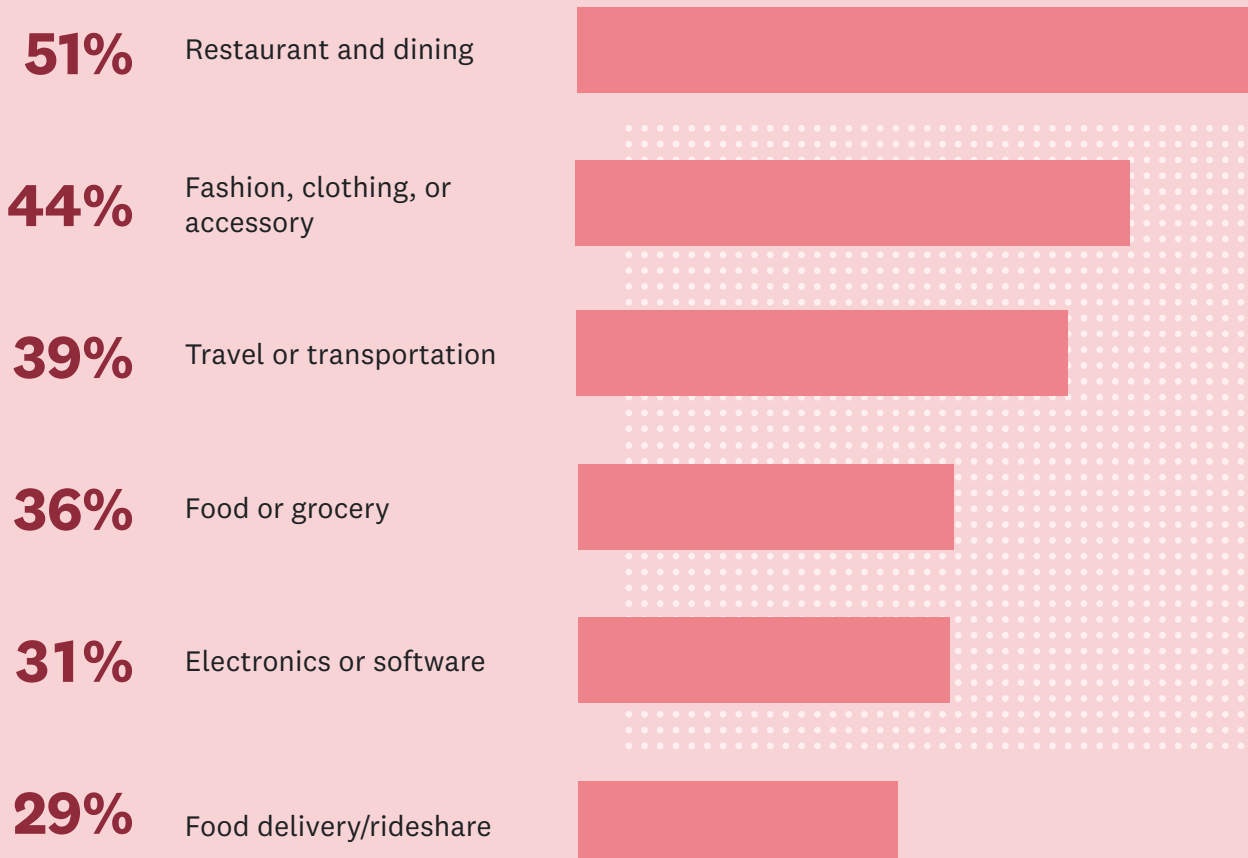 51% Restaurant and dining
44% Fashion, clothing, or
accessory
39% Travel or transportation
36% Food or grocery
31% Electronics or software
29% Food delivery/rideshare